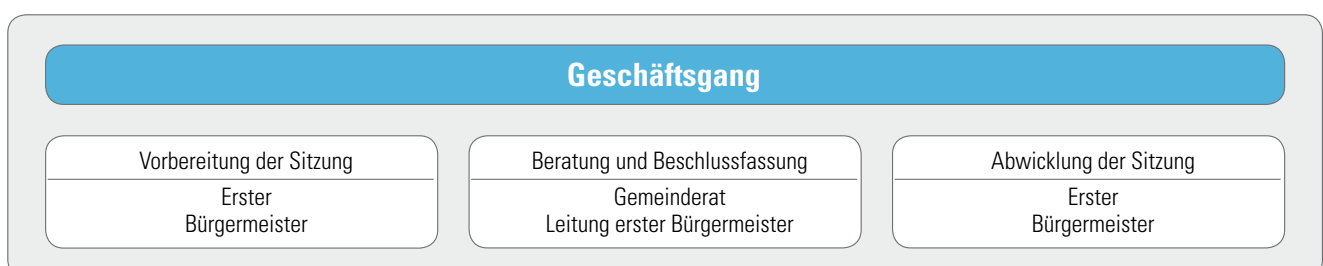 Geschäftsgang
Vorbereitung der Sitzung
Erster
Bürgermeister
Beratung und Beschlussfassung
Gemeinderat
Leitung erster Bürgermeister
Abwicklung der Sitzung
Erster
Bürgermeister